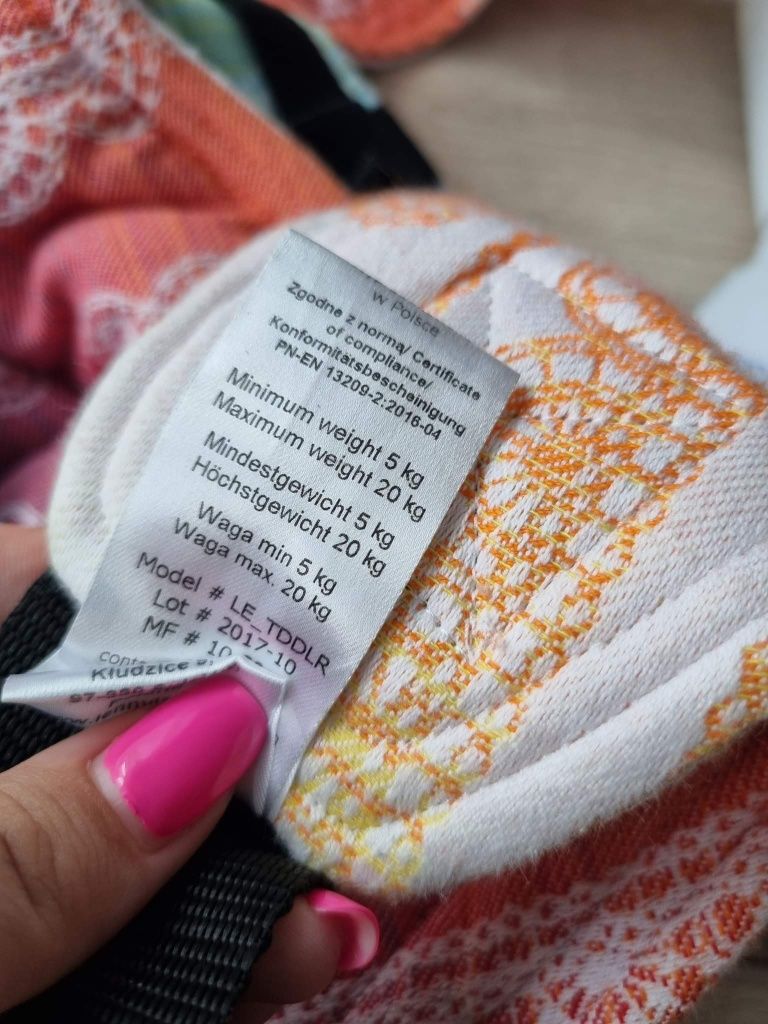 w Polsce
Zgodne z normą/ Certificate
of compliance/
Konformitätsbescheinigung
PN-EN 13209-2:2016-04
Minimum weight 5 kg
Maximum weight 20 kg
Mindestgewicht 5 kg
Höchstgewicht 20 kg
Waga min 5 kg
Waga max. 20 kg
Model # LE_TDDLR
Lot # 2017-10
MF # 10
Kłudzice